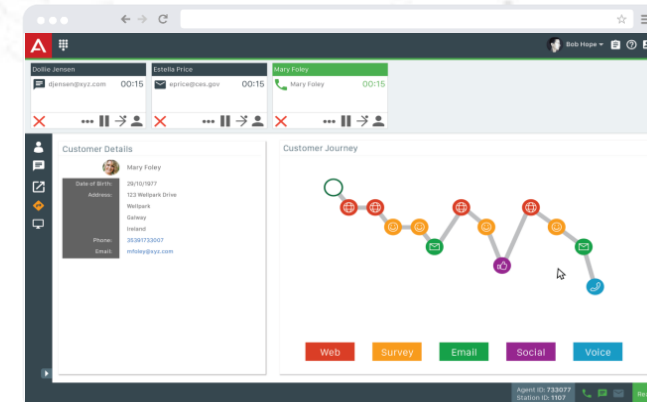 Bob Hope
Dollie Jensen
Estella Price
Mary Foley
djensen@xyz.com 00:15
eprice@ces.gov 00:15
Mary Foley 00:15
Customer Details
Customer Journey
Mary Foley
Date of Birth: 29/10/1977
Address: 123 Wellpark Drive
Wellpark
Galway
Ireland
Phone: 35391733007
Email: mfoley@xyz.com
Web
Survey
Email
Social
Voice
Agent ID: 733077
Station ID: 1107